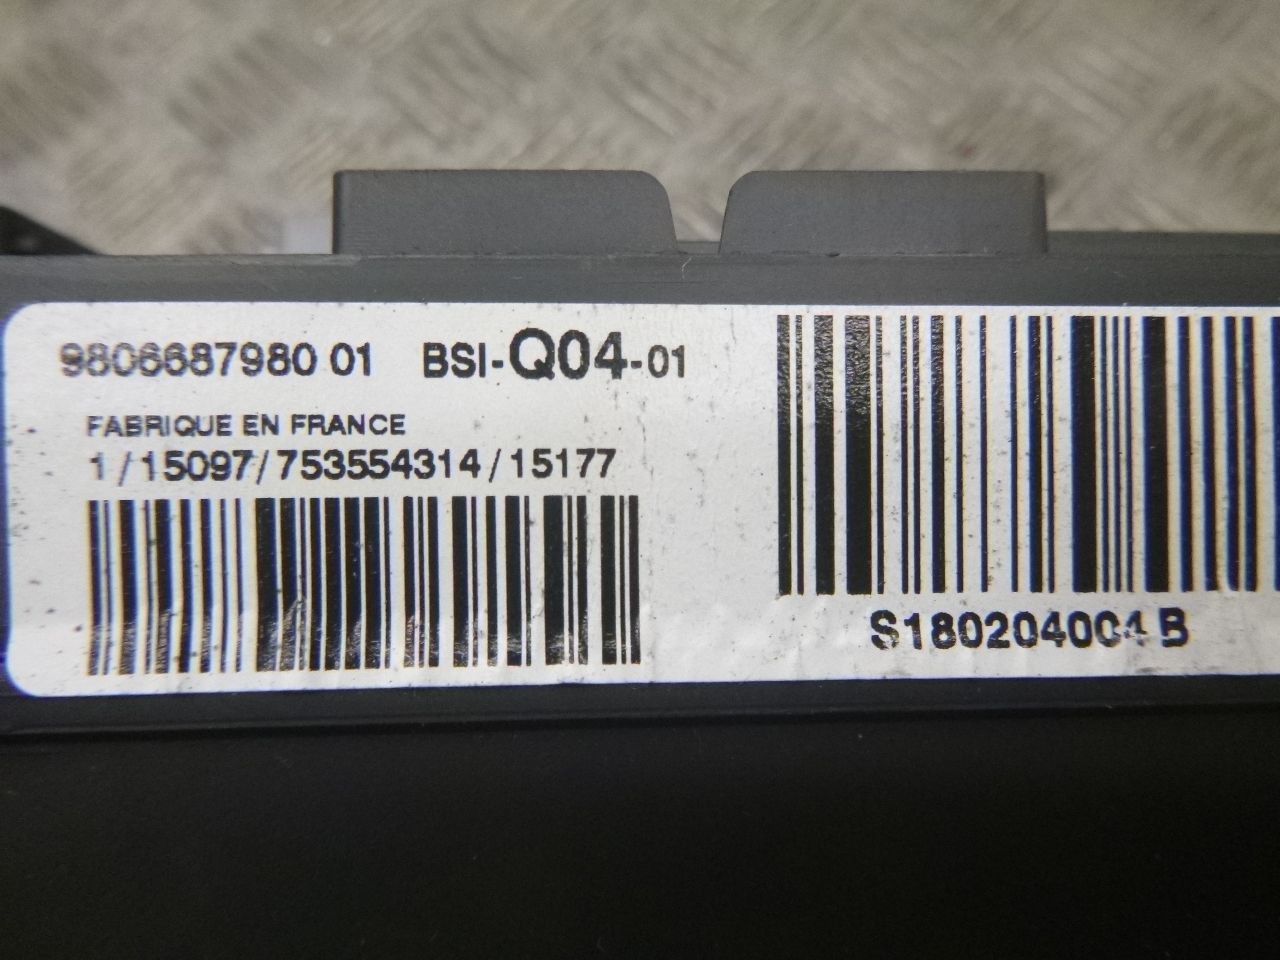 9806687980 01 BSI-Q04-01
FABRIQUE EN FRANCE
1/15097/753554314/15177
S180204004 B